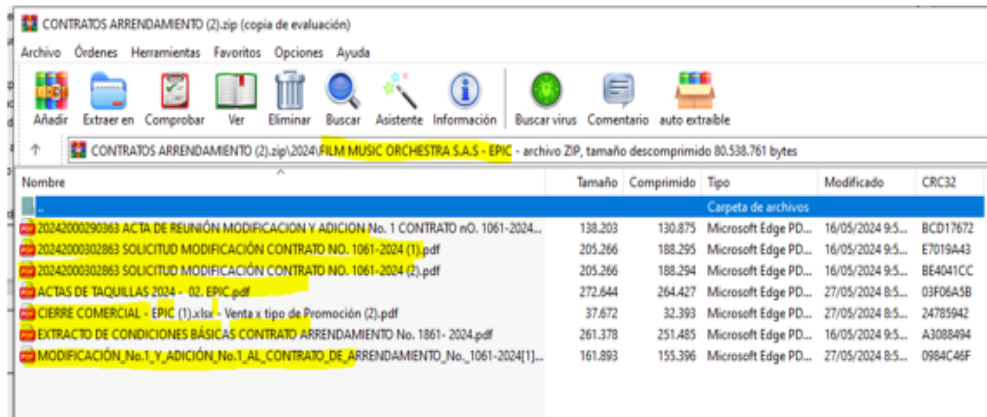 CONTRATOS ARRENDAMIENTO (2).zip (copia de evaluación)
Archivo Órdenes Herramientas Favoritos Opciones Ayuda
Añadir Extraer en Comprobar Ver Eliminar Buscar Asistente Información Buscar virus Comentario auto extraíble
CONTRATOS ARRENDAMIENTO (2).zip\2024\FILM MUSIC ORCHESTRA S.A.S - EPIC - archivo ZIP, tamaño descomprimido 80.538.761 bytes
Nombre Tamaño Comprimido Tipo Modificado CRC32
.. Carpeta de archivos
20242000290363 ACTA DE REUNIÓN MODIFICACION Y ADICION No. 1 CONTRATO nO. 1061-2024... 138.203 130.875 Microsoft Edge PD... 16/05/2024 9:5... BCD17672
20242000302863 SOLICITUD MODIFICACIÓN CONTRATO NO. 1061-2024 (1).pdf 205.266 188.295 Microsoft Edge PD... 16/05/2024 9:5... E7019A43
20242000302863 SOLICITUD MODIFICACIÓN CONTRATO NO. 1061-2024 (2).pdf 205.266 188.294 Microsoft Edge PD... 16/05/2024 9:5... BE4041CC
ACTAS DE TAQUILLAS 2024 - 02. EPIC.pdf 272.644 264.427 Microsoft Edge PD... 27/05/2024 8:5... 03F06A5B
CIERRE COMERCIAL - EPIC (1).xlsx - Venta x tipo de Promoción (2).pdf 37.672 32.393 Microsoft Edge PD... 27/05/2024 8:5... 24785942
EXTRACTO DE CONDICIONES BÁSICAS CONTRATO ARRENDAMIENTO No. 1861- 2024.pdf 261.378 251.485 Microsoft Edge PD... 16/05/2024 9:5... A3088494
MODIFICACIÓN_No.1_Y_ADICIÓN_No.1_AL_CONTRATO_DE_ARRENDAMIENTO_No._1061-2024[1]... 161.893 155.396 Microsoft Edge PD... 27/05/2024 8:5... 0984C46F